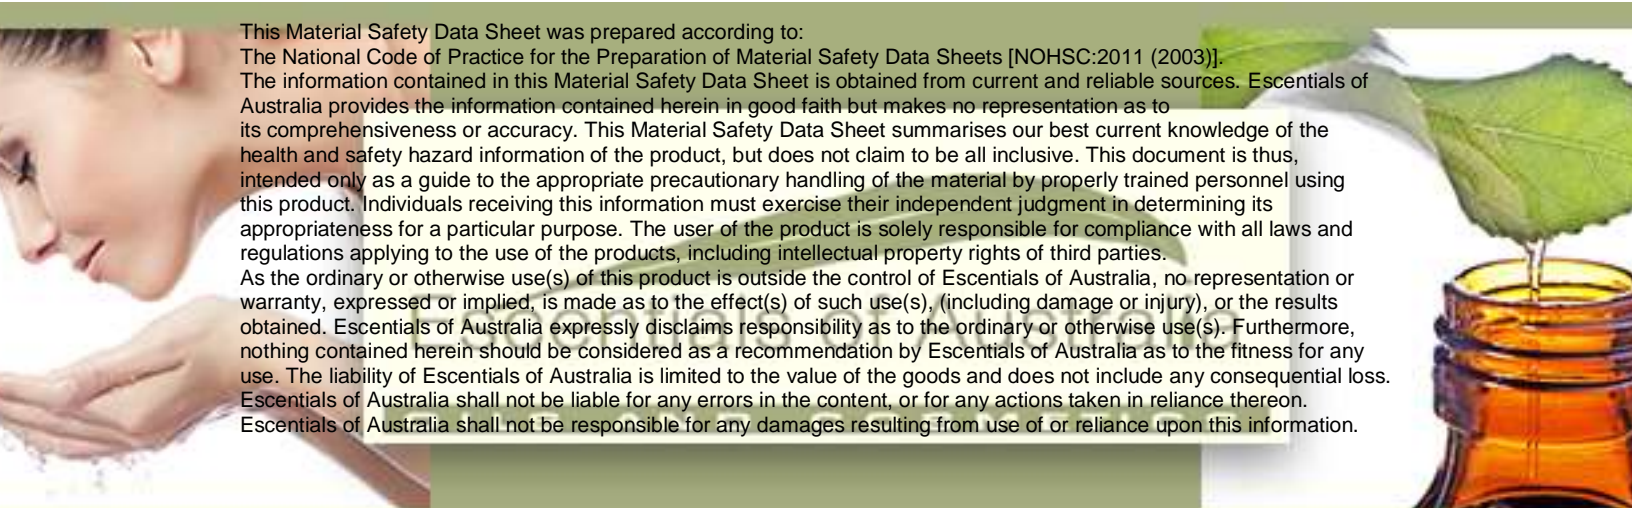 This Material Safety Data Sheet was prepared according to:
The National Code of Practice for the Preparation of Material Safety Data Sheets [NOHSC:2011 (2003)].
The information contained in this Material Safety Data Sheet is obtained from current and reliable sources. Escentials of
Australia provides the information contained herein in good faith but makes no representation as to
its comprehensiveness or accuracy. This Material Safety Data Sheet summarises our best current knowledge of the
health and safety hazard information of the product, but does not claim to be all inclusive. This document is thus,
intended only as a guide to the appropriate precautionary handling of the material by properly trained personnel using
this product. Individuals receiving this information must exercise their independent judgment in determining its
appropriateness for a particular purpose. The user of the product is solely responsible for compliance with all laws and
regulations applying to the use of the products, including intellectual property rights of third parties.
As the ordinary or otherwise use(s) of this product is outside the control of Escentials of Australia, no representation or
warranty, expressed or implied, is made as to the effect(s) of such use(s), (including damage or injury), or the results
obtained. Escentials of Australia expressly disclaims responsibility as to the ordinary or otherwise use(s). Furthermore,
Escentials of Australia
nothing contained herein should be considered as a recommendation by Escentials of Australia as to the fitness for any
use. The liability of Escentials of Australia is limited to the value of the goods and does not include any consequential loss.
Escentials of Australia shall not be liable for any errors in the content, or for any actions taken in reliance thereon.
Escentials of Australia shall not be responsible for any damages resulting from use of or reliance upon this information.